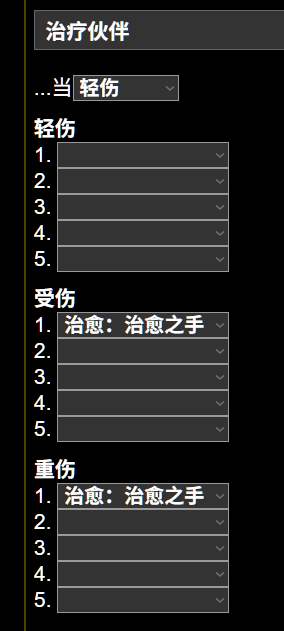 治疗伙伴
...当 轻伤
轻伤
1.
2.
3.
4.
5.
受伤
1. 治愈：治愈之手
2.
3.
4.
5.
重伤
1. 治愈：治愈之手
2.
3.
4.
5.